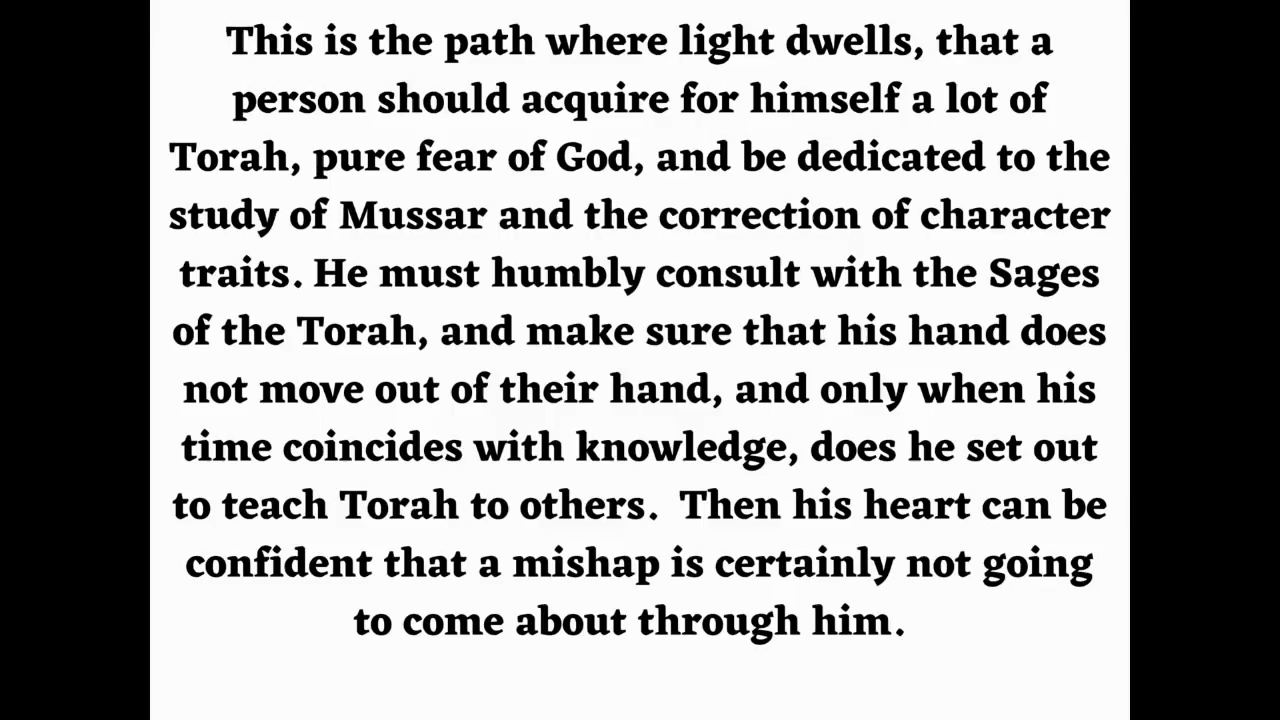 This is the path where light dwells, that a
person should acquire for himself a lot of
Torah, pure fear of God, and be dedicated to the
study of Mussar and the correction of character
traits. He must humbly consult with the Sages
of the Torah, and make sure that his hand does
not move out of their hand, and only when his
time coincides with knowledge, does he set out
to teach Torah to others.  Then his heart can be
confident that a mishap is certainly not going
to come about through him.